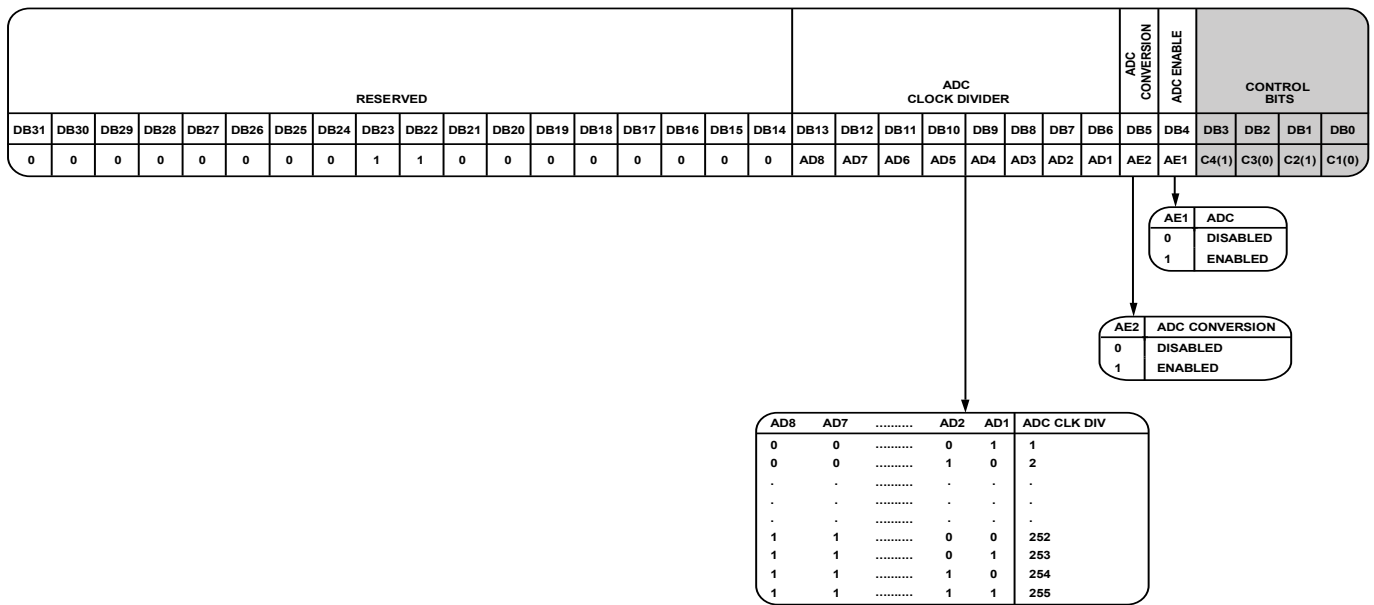 RESERVED
ADC
CLOCK DIVIDER
ADC
CONVERSION
ADC ENABLE
CONTROL
BITS
DB31 DB30 DB29 DB28 DB27 DB26 DB25 DB24 DB23 DB22 DB21 DB20 DB19 DB18 DB17 DB16 DB15 DB14 DB13 DB12 DB11 DB10 DB9 DB8 DB7 DB6 DB5 DB4 DB3 DB2 DB1 DB0
0 0 0 0 0 0 0 0 1 1 0 0 0 0 0 0 0 0 AD8 AD7 AD6 AD5 AD4 AD3 AD2 AD1 AE2 AE1 C4(1) C3(0) C2(1) C1(0)
AE1 ADC
0 DISABLED
1 ENABLED
AE2 ADC CONVERSION
0 DISABLED
1 ENABLED
AD8 AD7 .......... AD2 AD1 ADC CLK DIV
0 0 .......... 0 1 1
0 0 .......... 1 0 2
. . .......... . . .
. . .......... . . .
. . .......... . . .
1 1 .......... 0 0 252
1 1 .......... 0 1 253
1 1 .......... 1 0 254
1 1 .......... 1 1 255